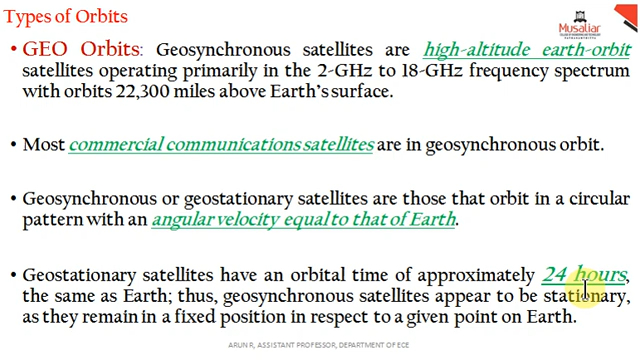 Types of Orbits
Musaliar
• GEO Orbits: Geosynchronous satellites are high-altitude earth-orbit
satellites operating primarily in the 2-GHz to 18-GHz frequency spectrum
with orbits 22,300 miles above Earth's surface.
• Most commercial communications satellites are in geosynchronous orbit.
• Geosynchronous or geostationary satellites are those that orbit in a circular
pattern with an angular velocity equal to that of Earth.
• Geostationary satellites have an orbital time of approximately 24 hours,
the same as Earth; thus, geosynchronous satellites appear to be stationary,
as they remain in a fixed position in respect to a given point on Earth.
ARUN R, ASSISTANT PROFESSOR, DEPARTMENT OF ECE